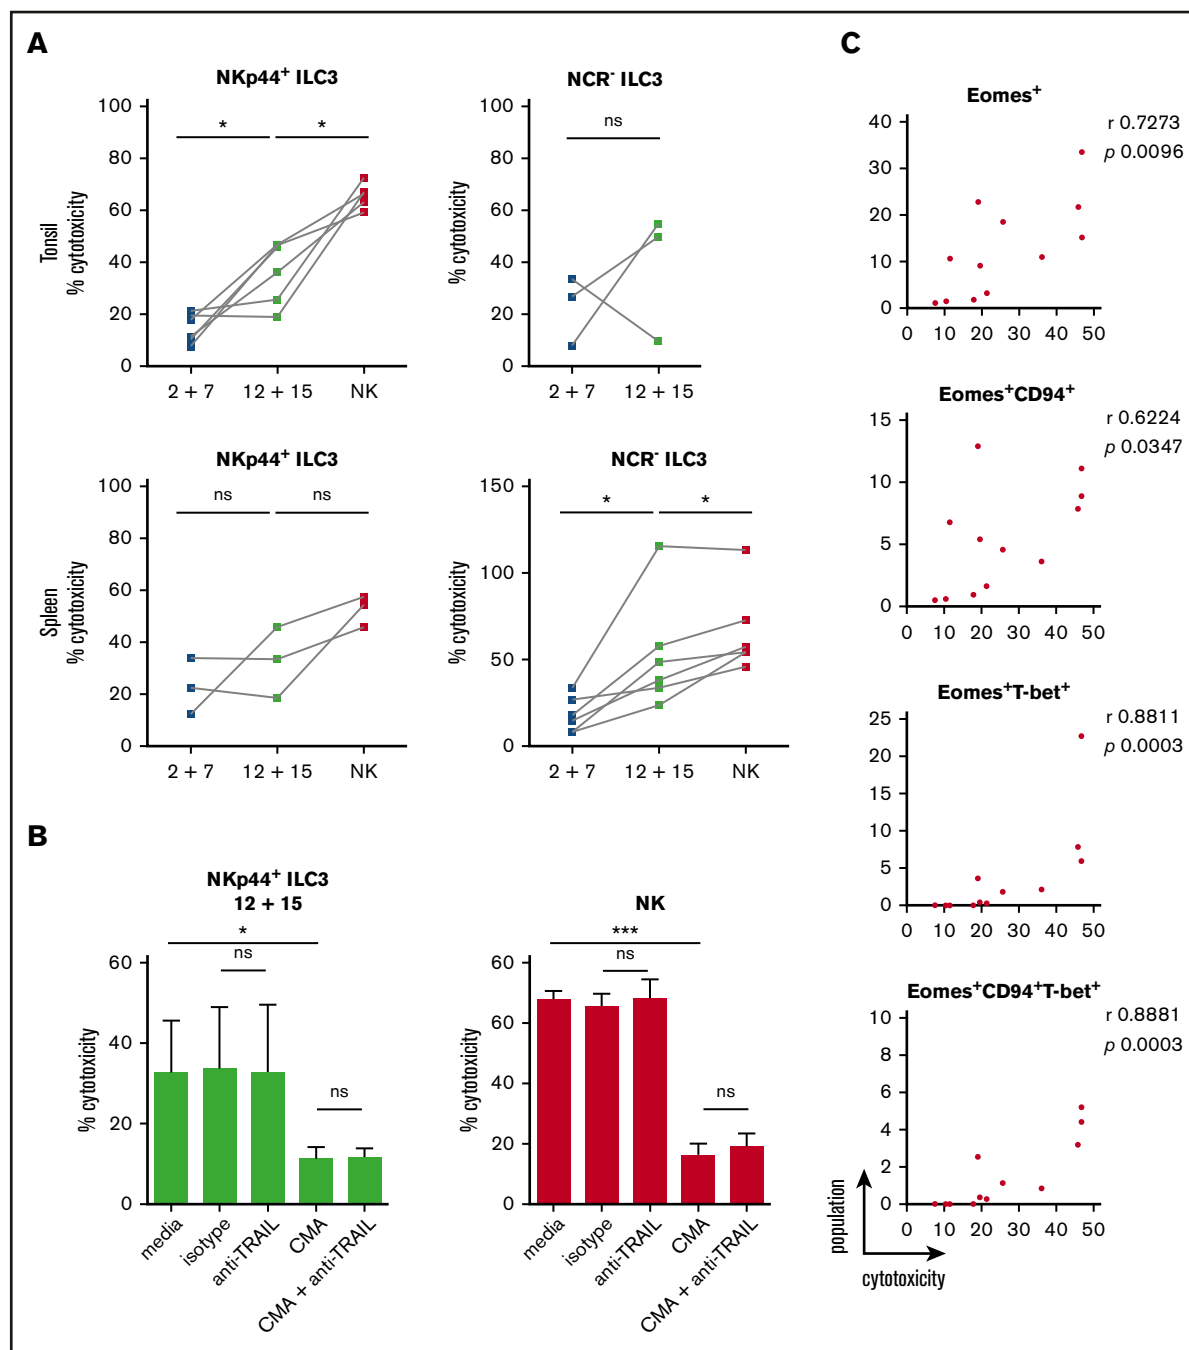 A
NKp44+ ILC3
100
80
60
40
20
0
Tonsil
% cytotoxicity
* *
2 + 7 12 + 15 NK
NCR- ILC3
100
80
60
40
20
0
% cytotoxicity
ns
2 + 7 12 + 15
NKp44+ ILC3
100
80
60
40
20
0
Spleen
% cytotoxicity
ns ns
2 + 7 12 + 15 NK
NCR- ILC3
150
100
50
0
% cytotoxicity
* *
2 + 7 12 + 15 NK
B
NKp44+ ILC3
12 + 15
60
40
20
0
% cytotoxicity
*
ns
ns
media isotype anti-TRAIL CMA CMA + anti-TRAIL
NK
60
60
40
20
0
% cytotoxicity
***
ns
ns
media isotype anti-TRAIL CMA CMA + anti-TRAIL
C
Eomes+
r 0.7273
p 0.0096
40
30
20
10
0
0 10 20 30 40 50
Eomes+CD94+
r 0.6224
p 0.0347
15
10
5
0
0 10 20 30 40 50
Eomes+T-bet+
r 0.8811
p 0.0003
25
20
15
10
5
0
0 10 20 30 40 50
Eomes+CD94+T-bet+
r 0.8881
p 0.0003
10
8
6
4
2
0
0 10 20 30 40 50
population
cytotoxicity